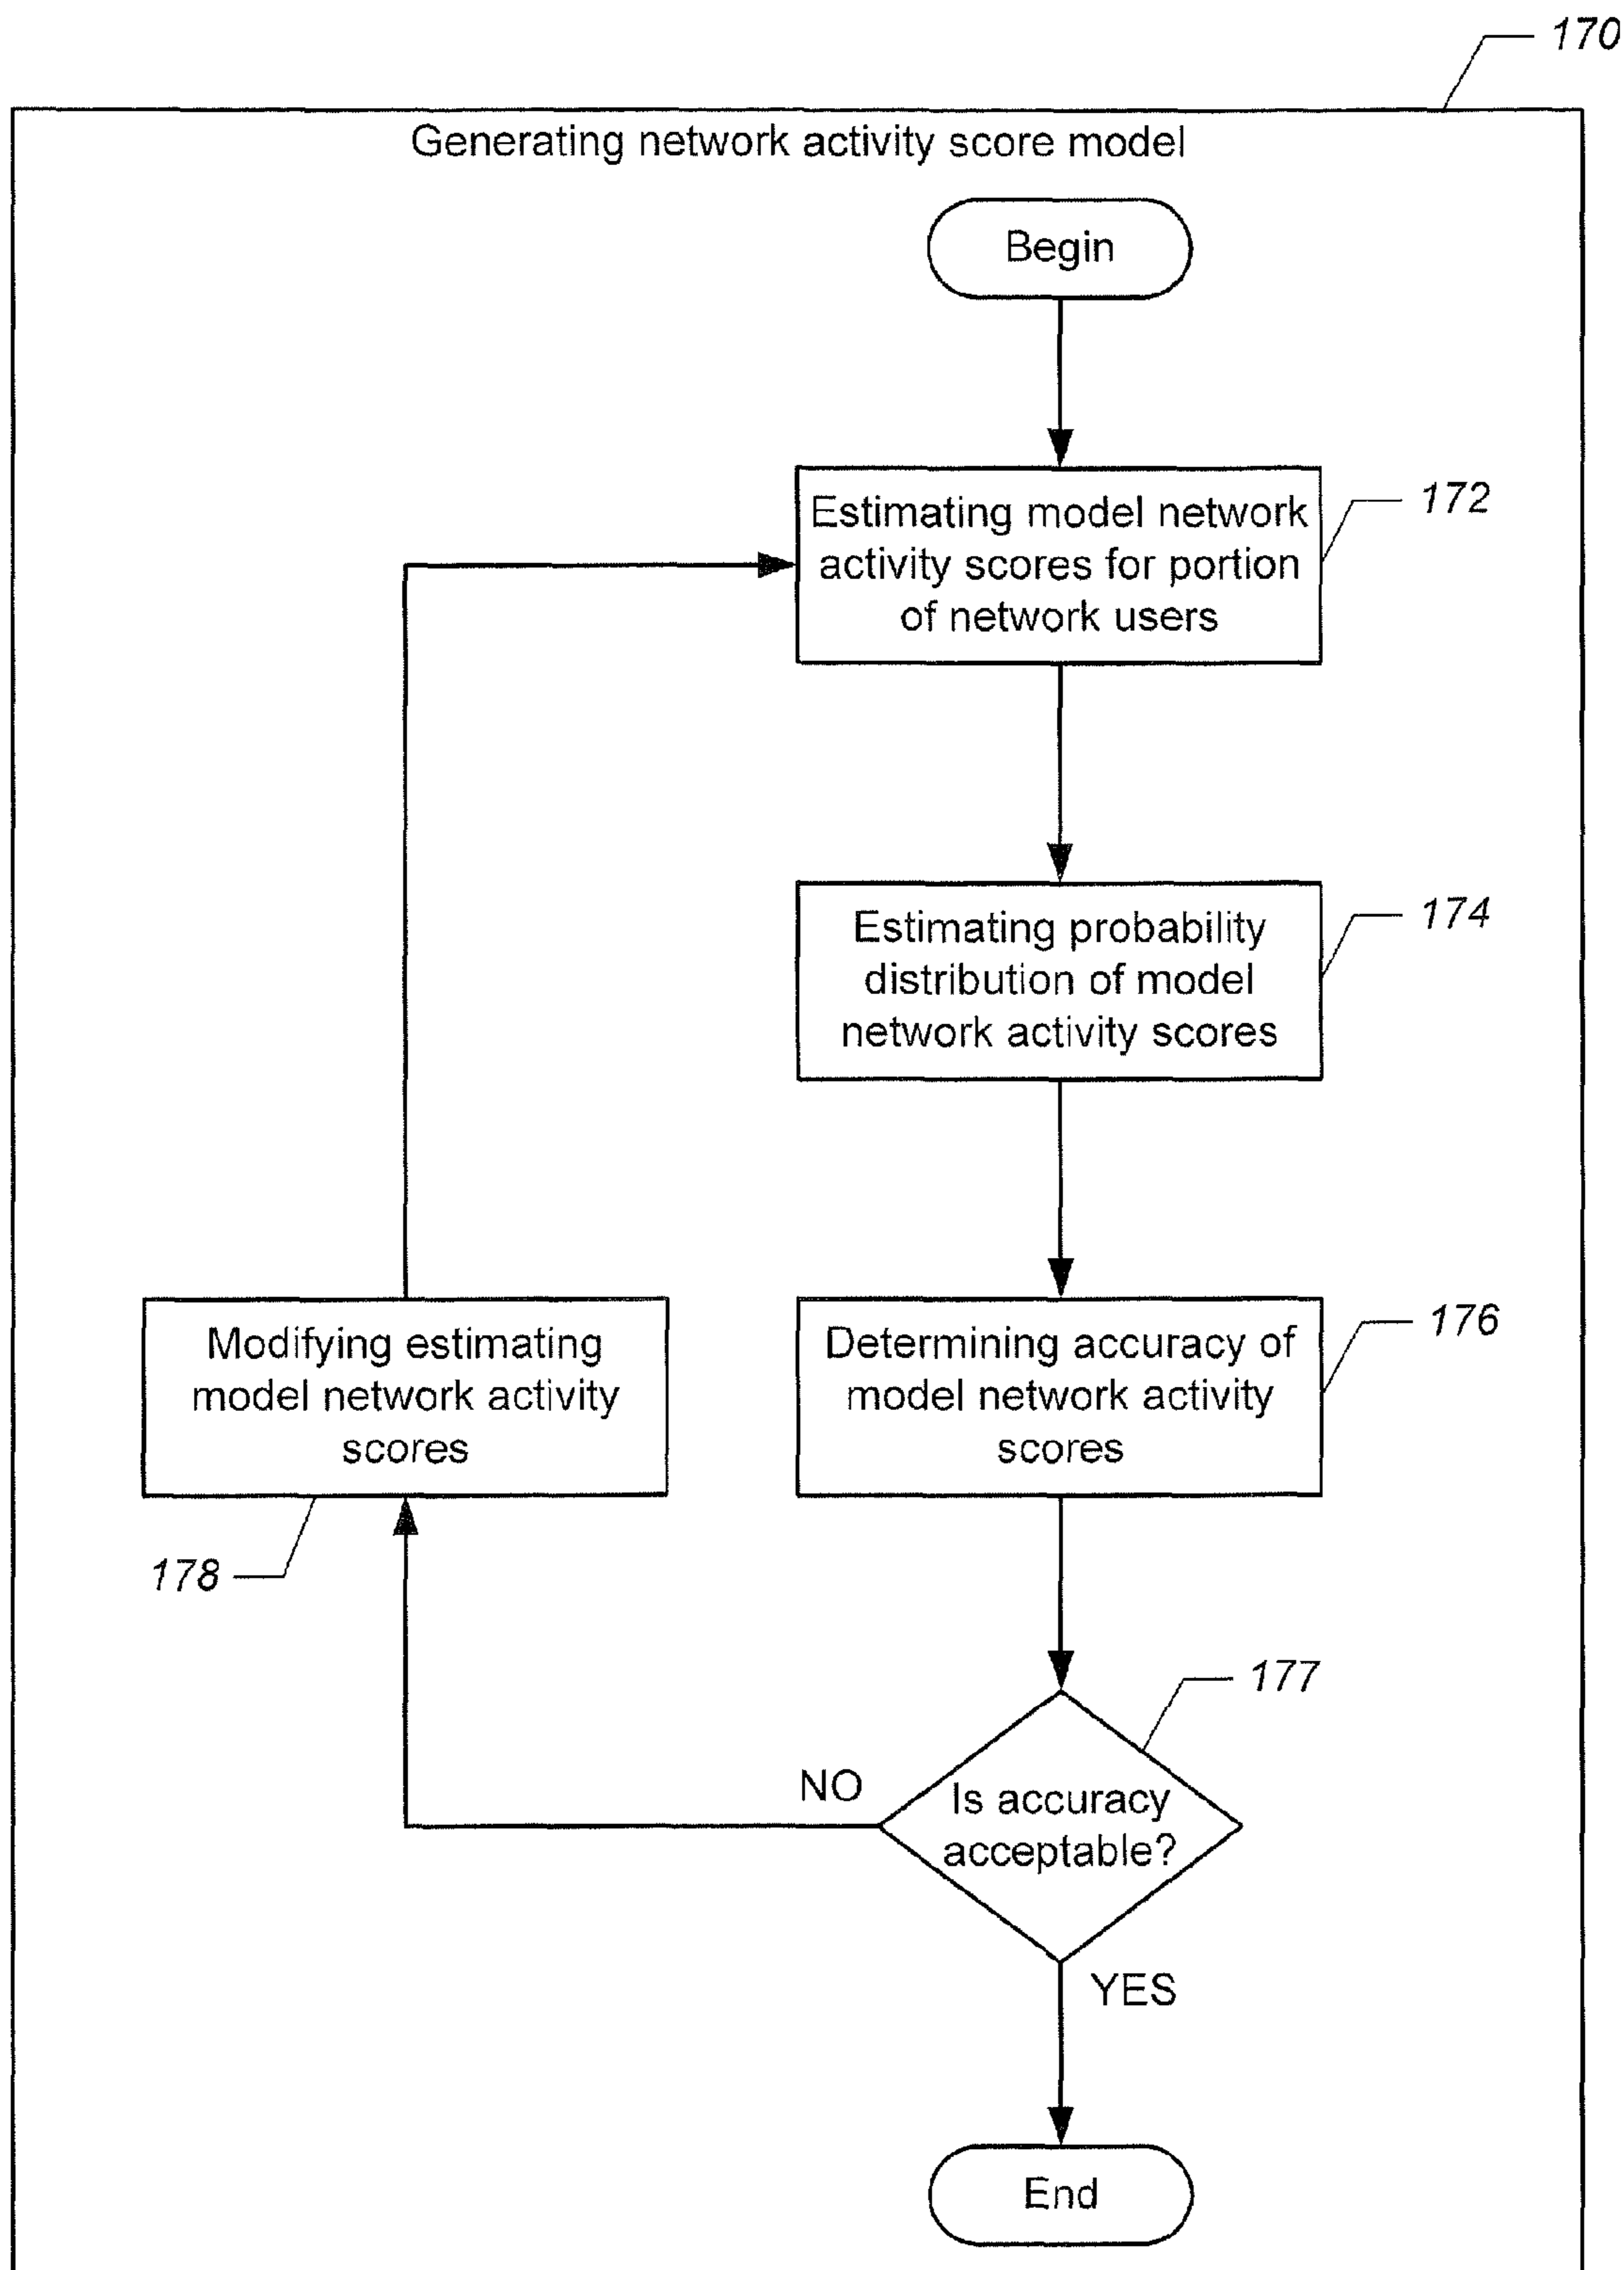 170
Generating network activity score model
Begin
Estimating model network
activity scores for portion
of network users
172
Estimating probability
distribution of model
network activity scores
174
Modifying estimating
model network activity
scores
178
Determining accuracy of
model network activity
scores
176
177
Is accuracy
acceptable?
NO
YES
End